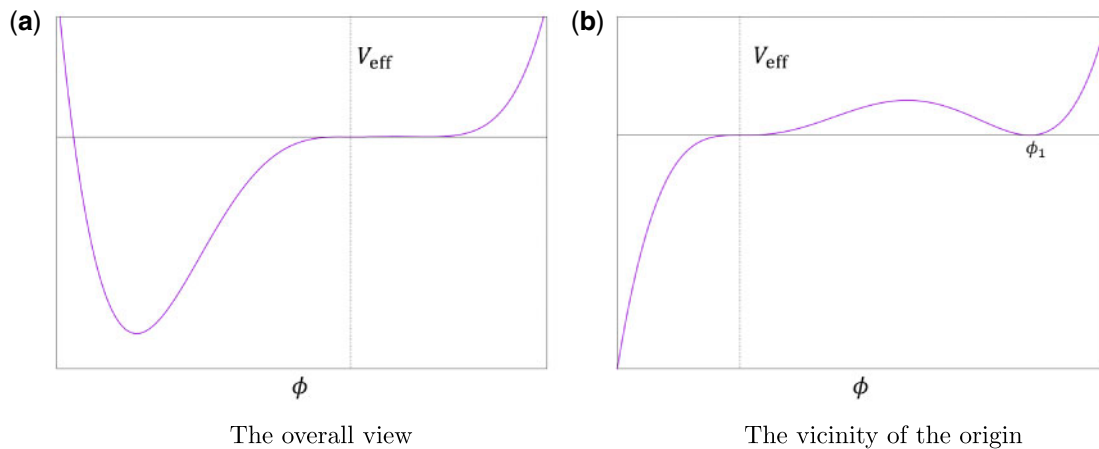 (a)
V_eff
ϕ
The overall view
(b)
V_eff
ϕ₁
ϕ
The vicinity of the origin